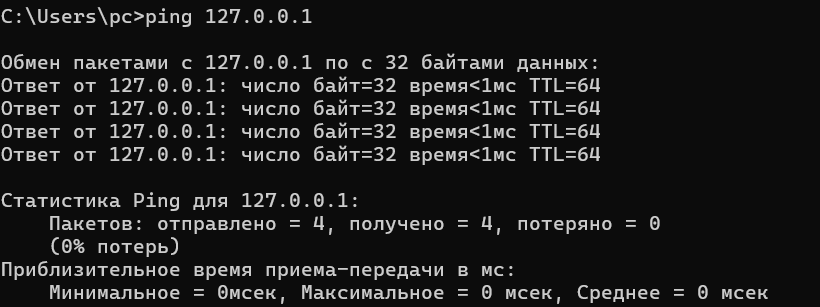 C:\Users\pc>ping 127.0.0.1
Обмен пакетами с 127.0.0.1 по с 32 байтами данных:
Ответ от 127.0.0.1: число байт=32 время<1мс TTL=64
Ответ от 127.0.0.1: число байт=32 время<1мс TTL=64
Ответ от 127.0.0.1: число байт=32 время<1мс TTL=64
Ответ от 127.0.0.1: число байт=32 время<1мс TTL=64
Статистика Ping для 127.0.0.1:
Пакетов: отправлено = 4, получено = 4, потеряно = 0
(0% потерь)
Приблизительное время приема-передачи в мс:
Минимальное = 0мсек, Максимальное = 0 мсек, Среднее = 0 мсек